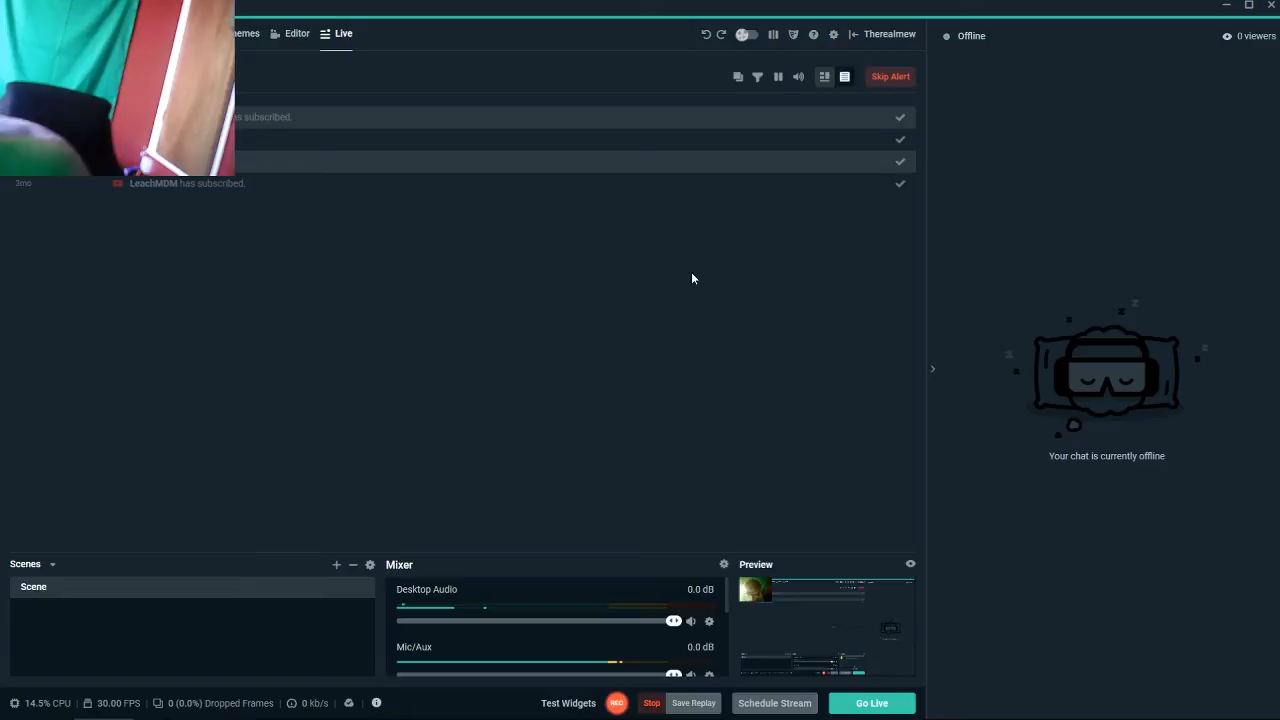 emes Editor Live Therealmew
Offline 0 viewers
Skip Alert
as subscribed.
3mo LeachMDM has subscribed.
z z z z
Your chat is currently offline
Scenes
Scene
Mixer
Desktop Audio 0.0 dB
Mic/Aux 0.0 dB
Preview
14.5% CPU 30.00 FPS 0 (0.0%) Dropped Frames 0 kb/s
Test Widgets REC Stop Save Replay Schedule Stream Go Live